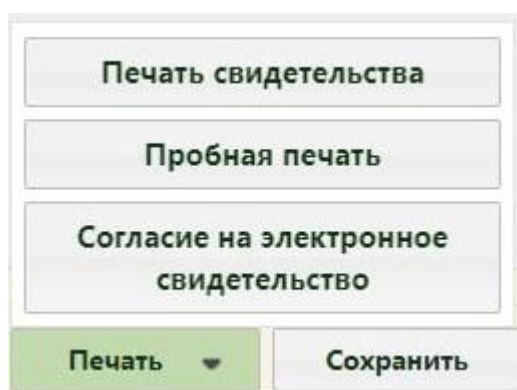 Печать свидетельства
Пробная печать
Согласие на электронное
свидетельство
Печать
Сохранить